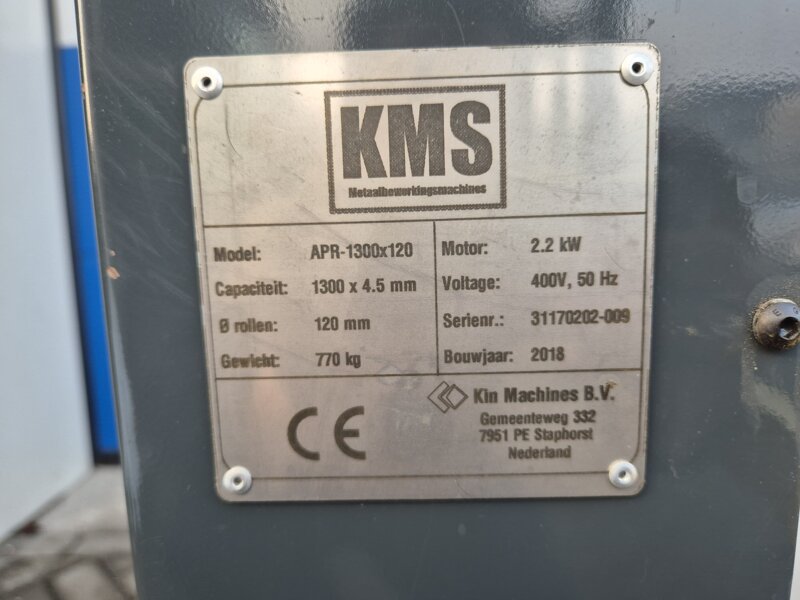 KMS
Metaalbewerkingsmachines
Model: APR-1300x120
Capaciteit: 1300 x 4.5 mm
Ø rollen: 120 mm
Gewicht: 770 kg
Motor: 2.2 kW
Voltage: 400V, 50 Hz
Serienr.: 31170202-009
Bouwjaar: 2018
CE
Kin Machines B.V.
Gemeenteweg 332
7951 PE Staphorst
Nederland